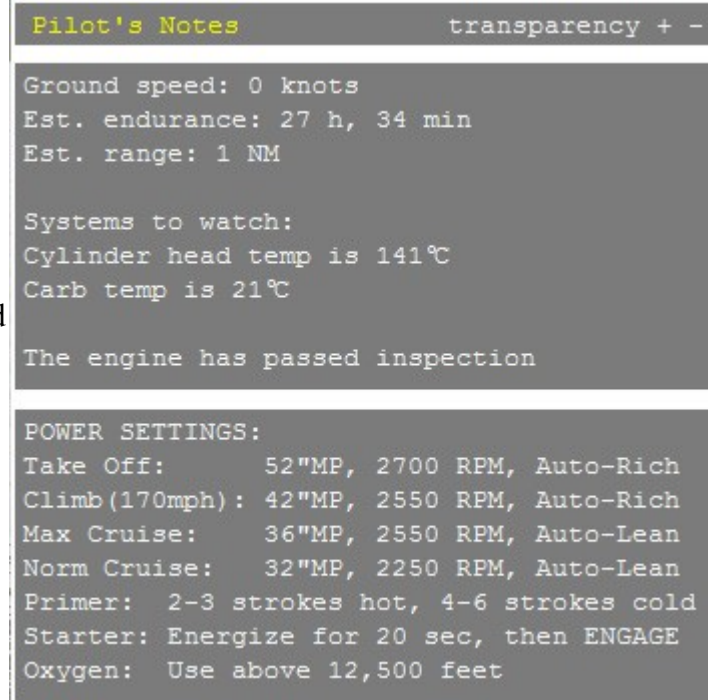 Pilot's Notes transparency + -
Ground speed: 0 knots
Est. endurance: 27 h, 34 min
Est. range: 1 NM
Systems to watch:
Cylinder head temp is 141℃
Carb temp is 21℃
The engine has passed inspection
POWER SETTINGS:
Take Off: 52"MP, 2700 RPM, Auto-Rich
Climb(170mph): 42"MP, 2550 RPM, Auto-Rich
Max Cruise: 36"MP, 2550 RPM, Auto-Lean
Norm Cruise: 32"MP, 2250 RPM, Auto-Lean
Primer: 2-3 strokes hot, 4-6 strokes cold
Starter: Energize for 20 sec, then ENGAGE
Oxygen: Use above 12,500 feet